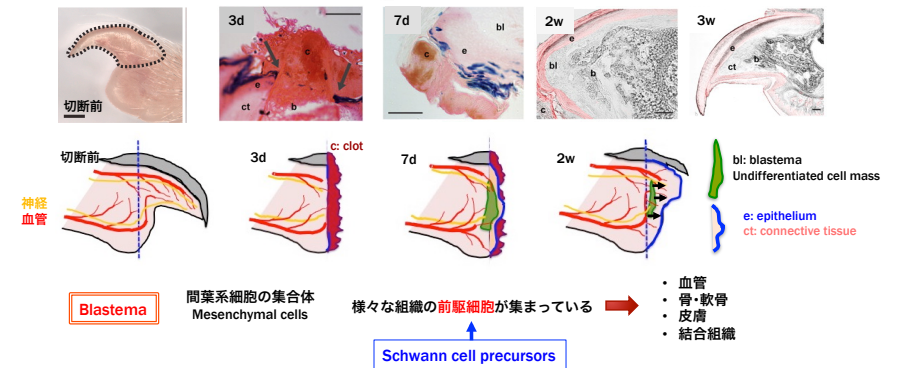 切断前
3d
c
e
ct
b
7d
bl
c
e
2w
e
bl
b
c
3w
e
ct
b
切断前
神経
血管
3d
c: clot
7d
2w
bl: blastema
Undifferentiated cell mass
e: epithelium
ct: connective tissue
Blastema
間葉系細胞の集合体
Mesenchymal cells
様々な組織の前駆細胞が集まっている
Schwann cell precursors
• 血管
• 骨・軟骨
• 皮膚
• 結合組織